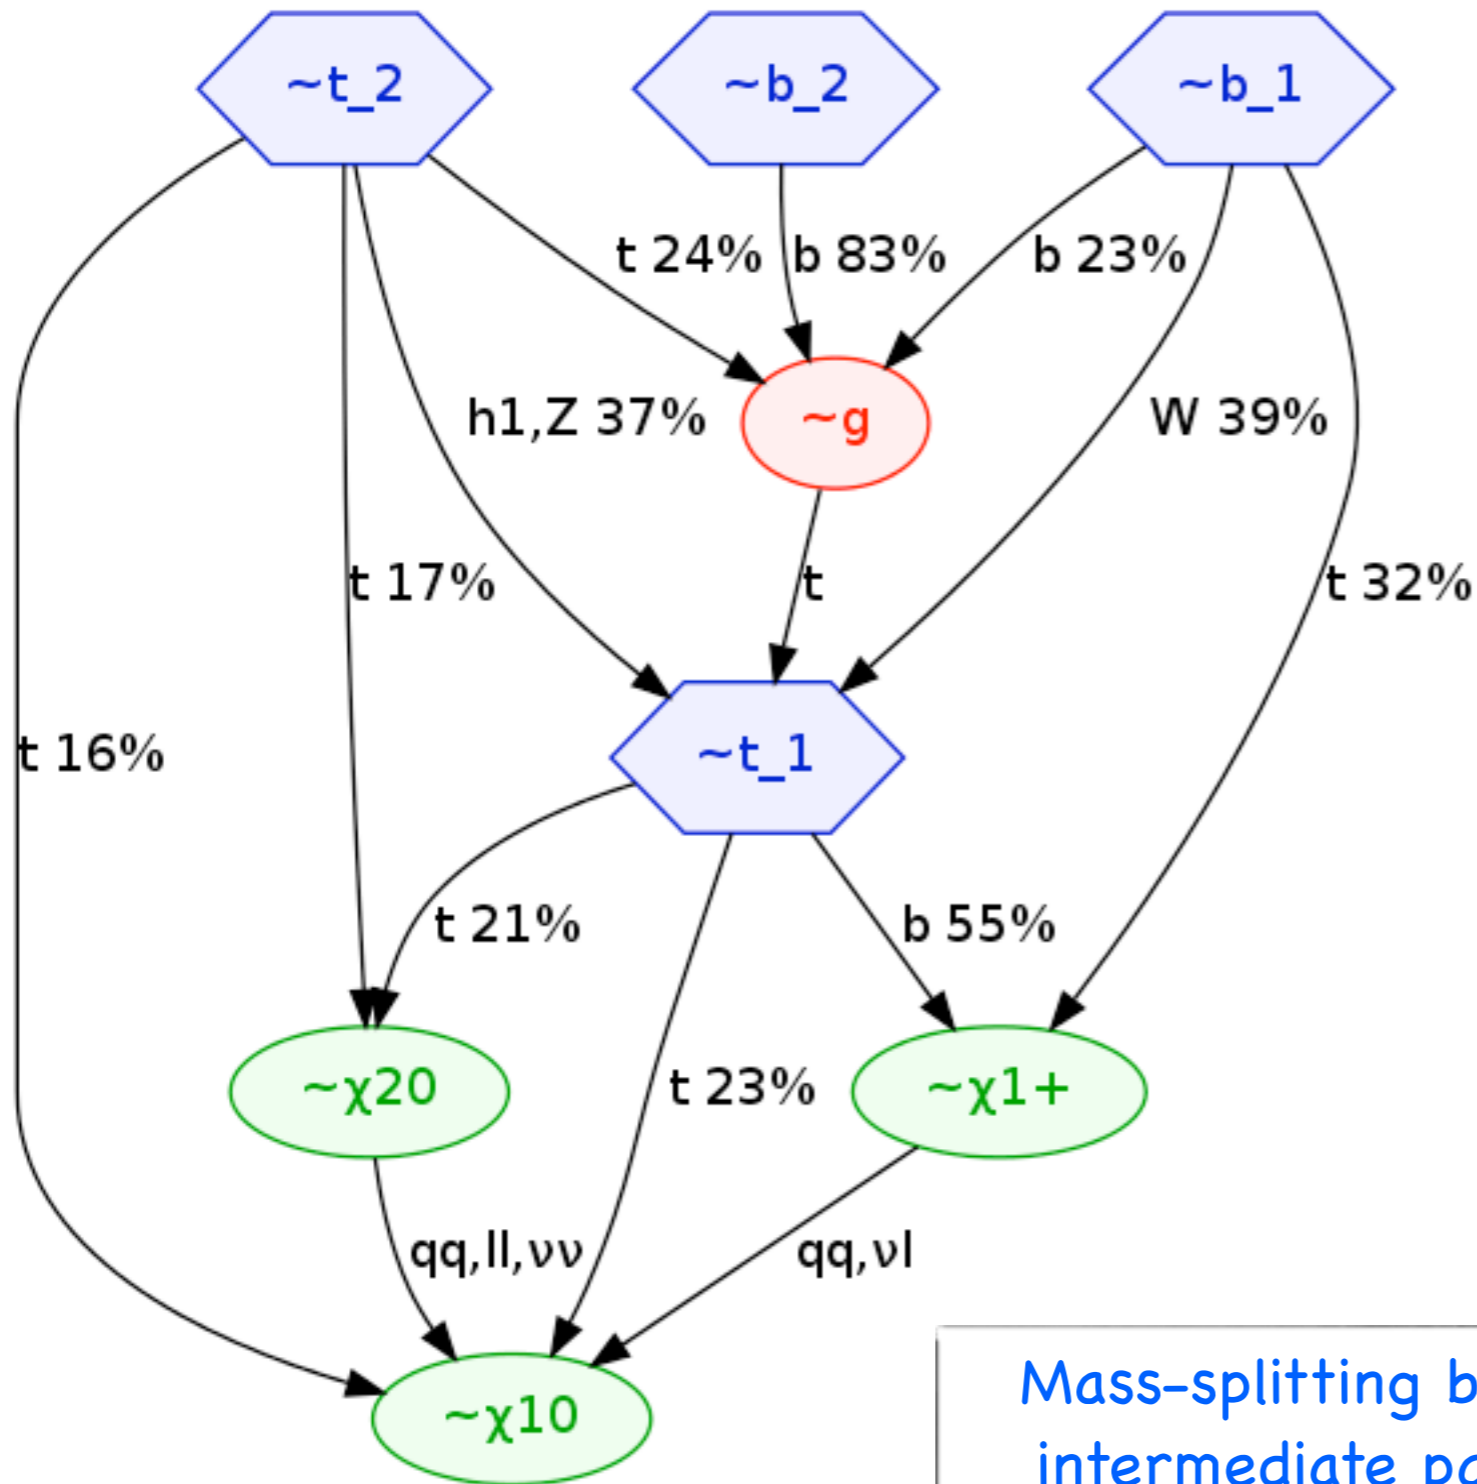 ~t_2
~b_2
~b_1
t 24%
b 83%
b 23%
~g
h1,Z 37%
W 39%
t 17%
t
t 32%
~t_1
t 16%
t 21%
b 55%
~χ20
t 23%
~χ1+
qq,ll,νν
qq,νl
~χ10
Mass-splitting b
intermediate